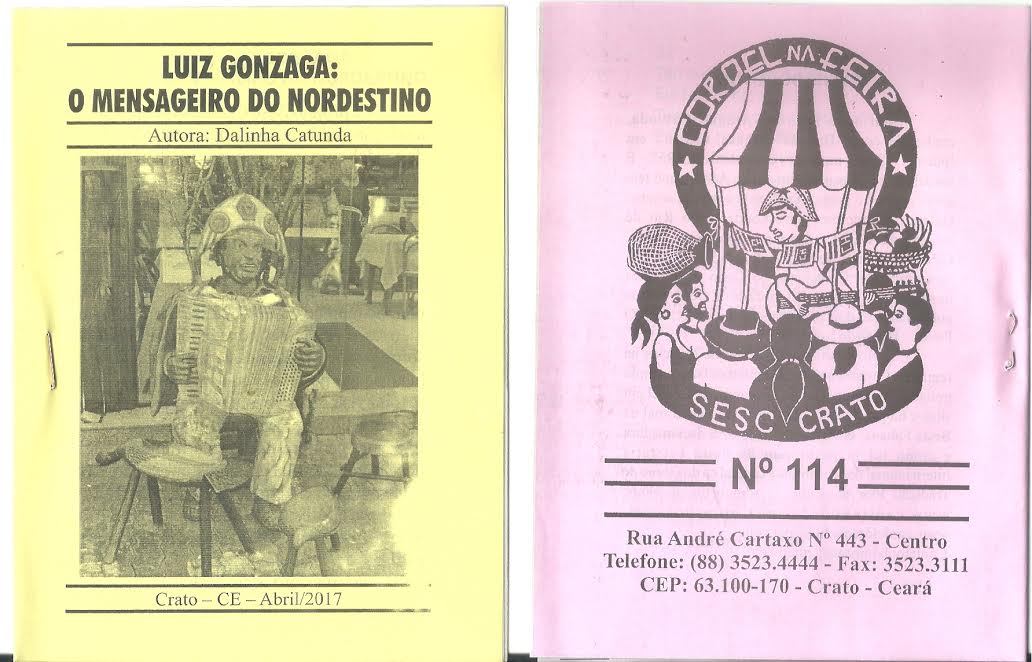 LUIZ GONZAGA:
O MENSAGEIRO DO NORDESTINO
Autora: Dalinha Catunda
Crato – CE – Abril/2017
CORDEL NA FEIRA
SESC CRATO
Nº 114
Rua André Cartaxo Nº 443 - Centro
Telefone: (88) 3523.4444 - Fax: 3523.3111
CEP: 63.100-170 - Crato - Ceará